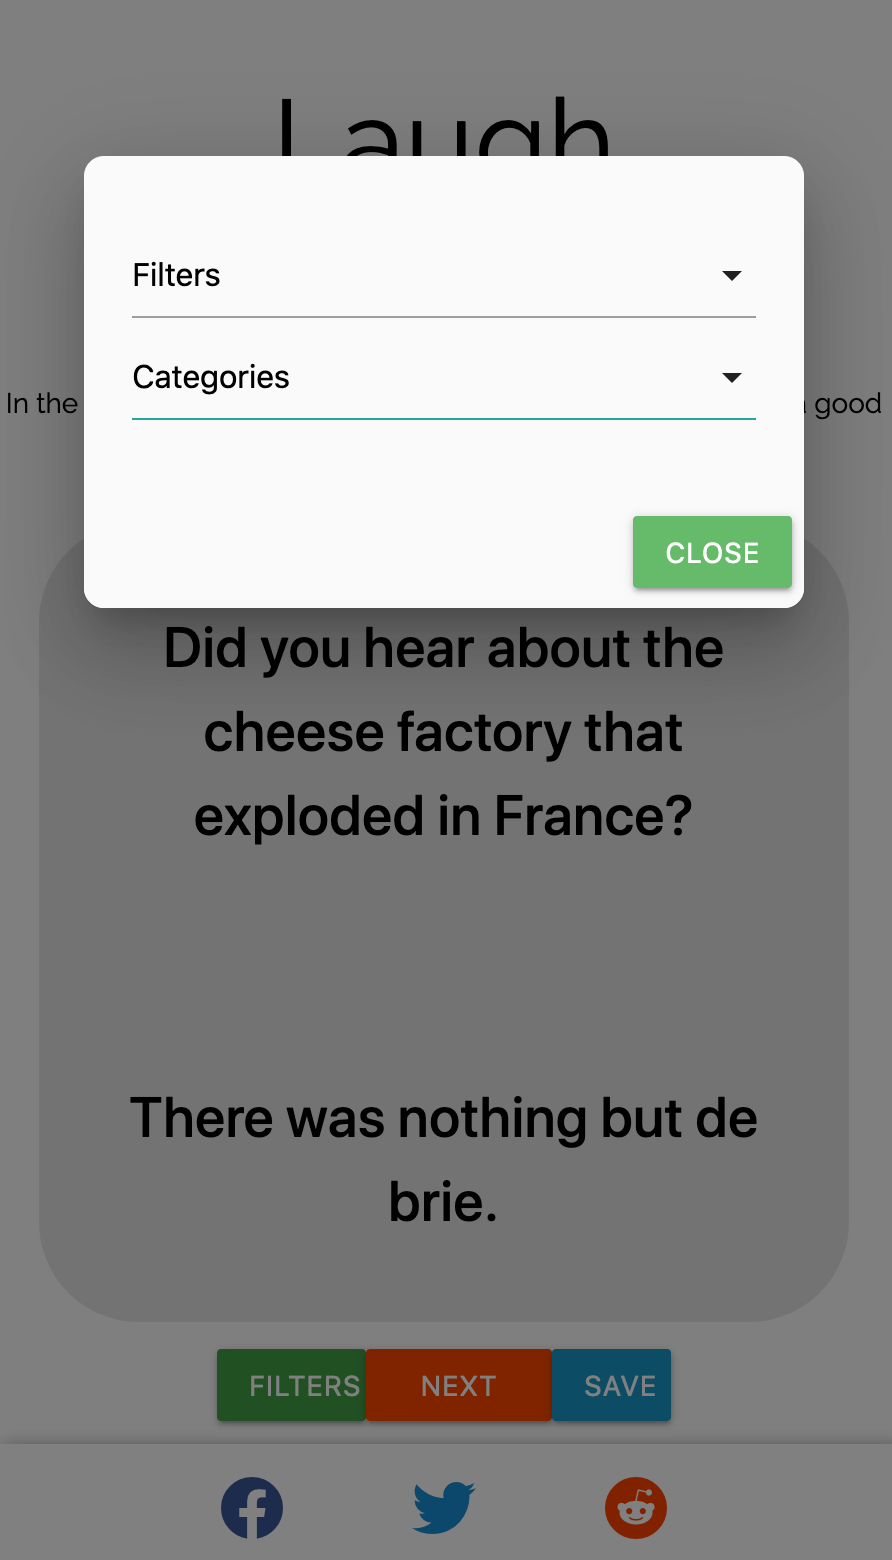 Laugh
Filters
Categories
In the
good
CLOSE
Did you hear about the
cheese factory that
exploded in France?
There was nothing but de
brie.
FILTERS NEXT SAVE